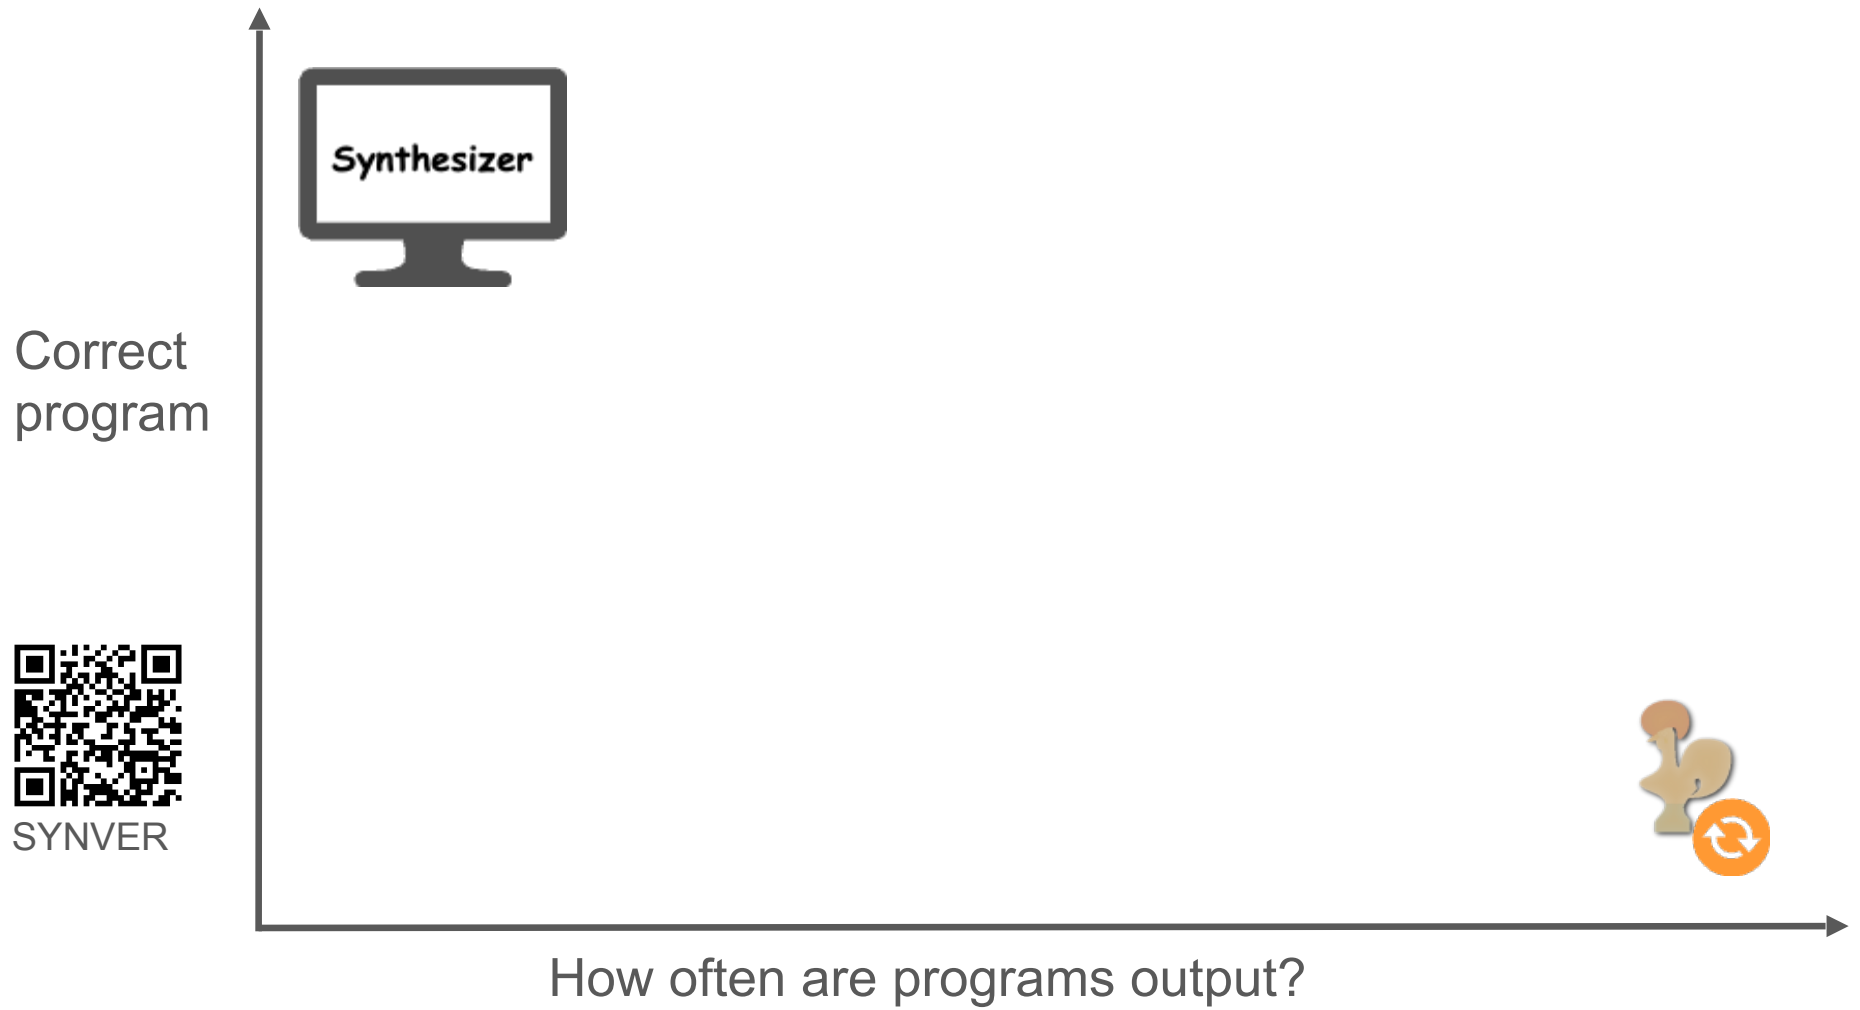 Synthesizer
Correct
program
SYNVER
How often are programs output?